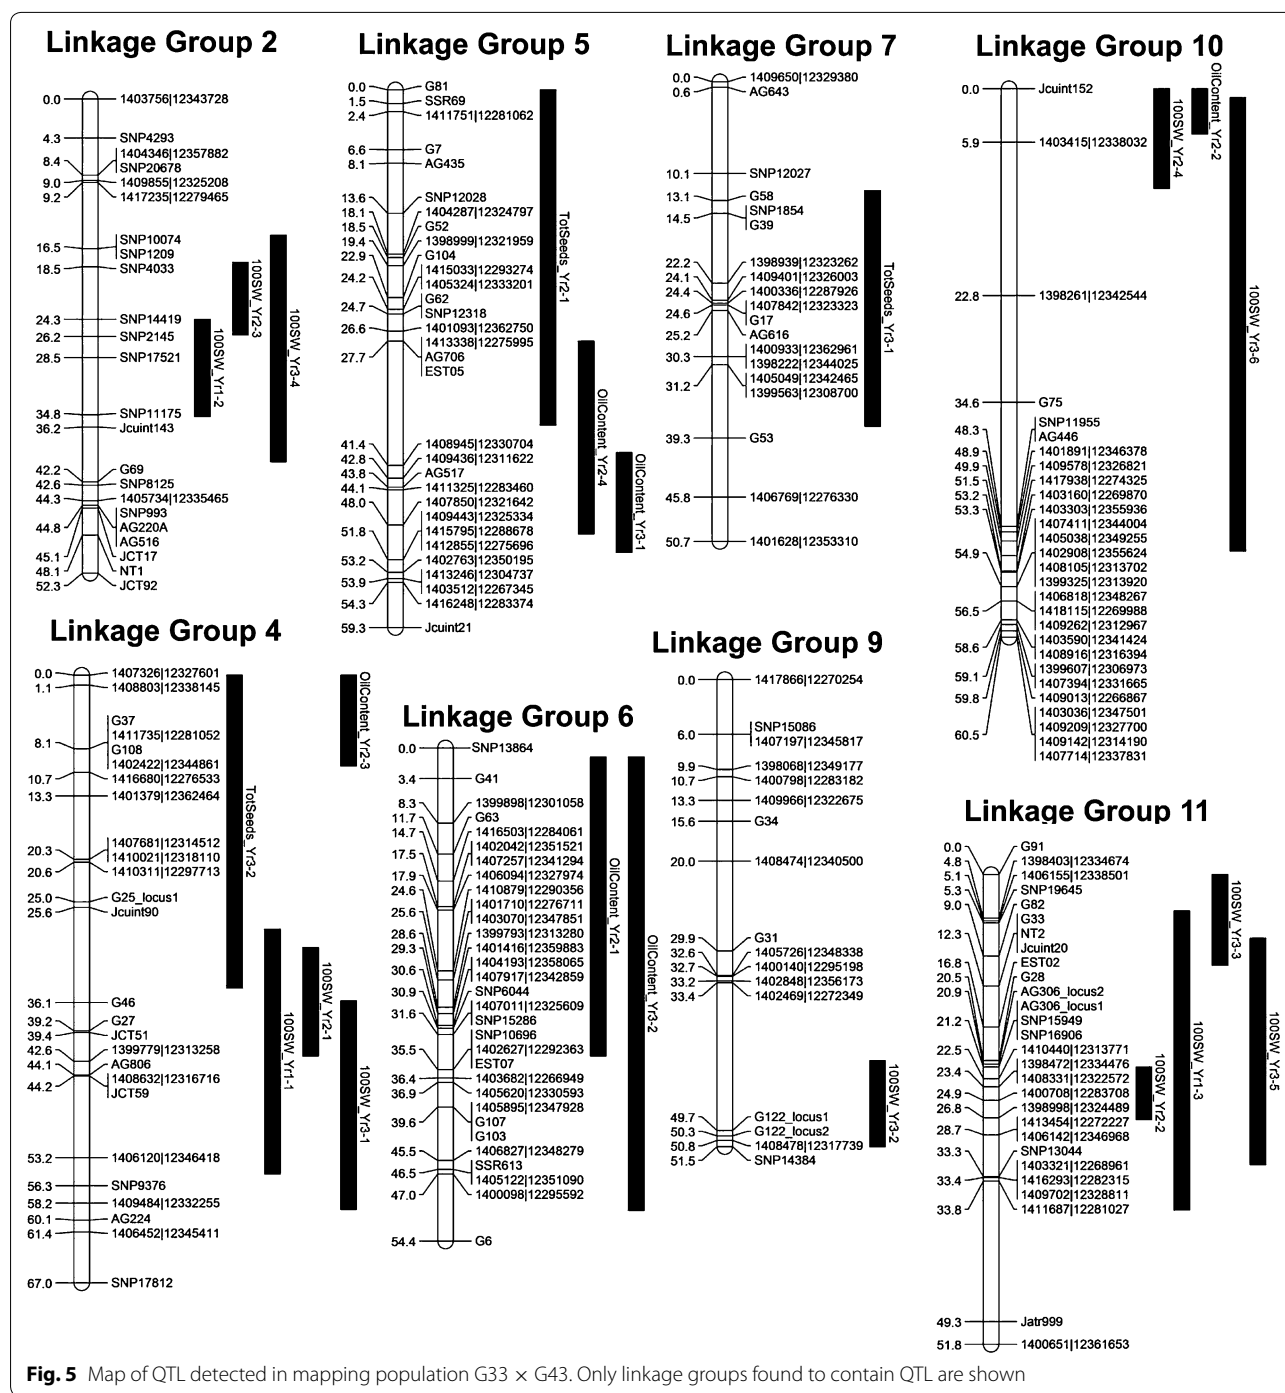 Linkage Group 2
0.0 1403756|12343728
4.3 SNP4293
1404346|12357882
8.4 SNP20678
9.0 1409855|12325208
9.2 1417235|12279465
SNP10074
16.5 SNP1209
18.5 SNP4033
24.3 SNP14419
26.2 SNP2145
28.5 SNP17521
34.8 SNP11175
36.2 Jcuint143
42.2 G69
42.6 SNP8125
44.3 1405734|12335465
SNP993
44.8 AG220A
AG516
45.1 JCT17
48.1 NT1
52.3 JCT92
100SW_Yr1-2
100SW_Yr2-3
100SW_Yr3-4
Linkage Group 4
0.0 1407326|12327601
1.1 1408803|12338145
G37
1411735|12281052
8.1 G108
1402422|12344861
10.7 1416680|12276533
13.3 1401379|12362464
1407681|12314512
20.3 1410021|12318110
20.6 1410311|12297713
25.0 G25_locus1
25.6 Jcuint90
36.1 G46
39.2 G27
39.4 JCT51
42.6 1399779|12313258
44.1 AG806
44.2 1408632|12316716
JCT59
53.2 1406120|12346418
56.3 SNP9376
58.2 1409484|12332255
60.1 AG224
61.4 1406452|12345411
67.0 SNP17812
TotSeeds_Yr3-2
100SW_Yr1-1
100SW_Yr2-1
100SW_Yr3-1
OilContent_Yr2-3
Linkage Group 5
0.0 G81
1.5 SSR69
2.4 1411751|12281062
6.6 G7
8.1 AG435
13.6 SNP12028
18.1 1404287|12324797
18.5 G52
19.4 1398999|12321959
22.9 G104
1415033|12293274
24.2 1405324|12333201
G62
24.7 SNP12318
26.6 1401093|12362750
1413338|12275995
27.7 AG706
EST05
41.4 1408945|12330704
42.8 1409436|12311622
43.8 AG517
44.1 1411325|12283460
48.0 1407850|12321642
1409443|12325334
51.8 1415795|12288678
1412855|12275696
53.2 1402763|12350195
1413246|12304737
53.9 1403512|12267345
54.3 1416248|12283374
59.3 Jcuint21
TotSeeds_Yr2-1
OilContent_Yr2-4
OilContent_Yr3-1
Linkage Group 6
0.0 SNP13864
3.4 G41
8.3 1399898|12301058
11.7 G63
14.7 1416503|12284061
1402042|12351521
17.5 1407257|12341294
17.9 1406094|12327974
24.6 1410879|12290356
1401710|12276711
25.6 1403070|12347851
28.6 1399793|12313280
29.3 1401416|12359883
1404193|12358065
30.6 1407917|12342859
30.9 SNP6044
1407011|12325609
31.6 SNP15286
SNP10696
35.5 1402627|12292363
EST07
36.4 1403682|12266949
36.9 1405620|12330593
1405895|12347928
39.6 G107
G103
45.5 1406827|12348279
SSR613
46.5 1405122|12351090
47.0 1400098|12295592
54.4 G6
OilContent_Yr2-1
OilContent_Yr3-2
Linkage Group 7
0.0 1409650|12329380
0.6 AG643
10.1 SNP12027
13.1 G58
SNP1854
14.5 G39
22.2 1398939|12323262
24.1 1409401|12326003
24.4 1400336|12287926
24.6 1407842|12323323
G17
25.2 AG616
1400933|12362961
30.3 1398222|12344025
1405049|12342465
31.2 1399563|12308700
39.3 G53
45.8 1406769|12276330
50.7 1401628|12353310
TotSeeds_Yr3-1
Linkage Group 9
0.0 1417866|12270254
SNP15086
6.0 1407197|12345817
9.9 1398068|12349177
10.7 1400798|12283182
13.3 1409966|12322675
15.6 G34
20.0 1408474|12340500
29.9 G31
32.6 1405726|12348338
32.7 1400140|12295198
33.2 1402848|12356173
33.4 1402469|12272349
49.7 G122_locus1
50.3 G122_locus2
50.8 1408478|12317739
51.5 SNP14384
100SW_Yr3-2
Linkage Group 10
0.0 Jcuint152
5.9 1403415|12338032
22.8 1398261|12342544
34.6 G75
SNP11955
48.3 AG446
48.9 1401891|12346378
49.9 1409578|12326821
51.5 1417938|12274325
53.2 1403160|12269870
53.3 1403303|12355936
1407411|12344004
1405038|12349255
54.9 1402908|12355624
1408105|12313702
1399325|12313920
1406818|12348267
56.5 1418115|12269988
1409262|12312967
58.6 1403590|12341424
1408916|12316394
59.1 1399607|12306973
1407394|12331665
59.8 1409013|12266867
1403036|12347501
60.5 1409209|12327700
1409142|12314190
1407714|12337831
100SW_Yr2-4
OilContent_Yr2-2
100SW_Yr3-6
Linkage Group 11
0.0 G91
4.8 1398403|12334674
5.1 1406155|12338501
5.3 SNP19645
9.0 G82
G33
12.3 NT2
Jcuint20
16.8 EST02
20.5 G28
20.9 AG306_locus2
AG306_locus1
21.2 SNP15949
SNP16906
22.5 1410440|12313771
1398472|12334476
23.4 1408331|12322572
24.9 1400708|12283708
26.8 1398998|12324489
1413454|12272227
28.7 1406142|12346968
33.3 SNP13044
1403321|12268961
33.4 1416293|12282315
1409702|12328811
33.8 1411687|12281027
49.3 Jatr999
51.8 1400651|12361653
100SW_Yr2-2
100SW_Yr1-3
100SW_Yr3-3
100SW_Yr3-5
Fig. 5 Map of QTL detected in mapping population G33 × G43. Only linkage groups found to contain QTL are shown